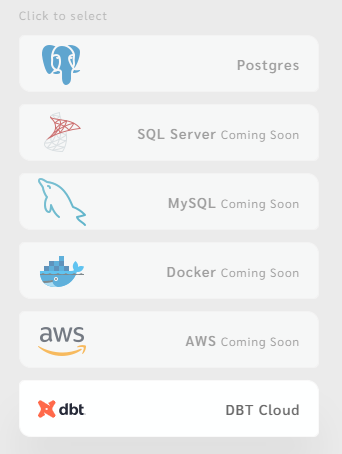 Click to select
Postgres
SQL Server Coming Soon
MySQL Coming Soon
Docker Coming Soon
aws
AWS Coming Soon
dbt
DBT Cloud